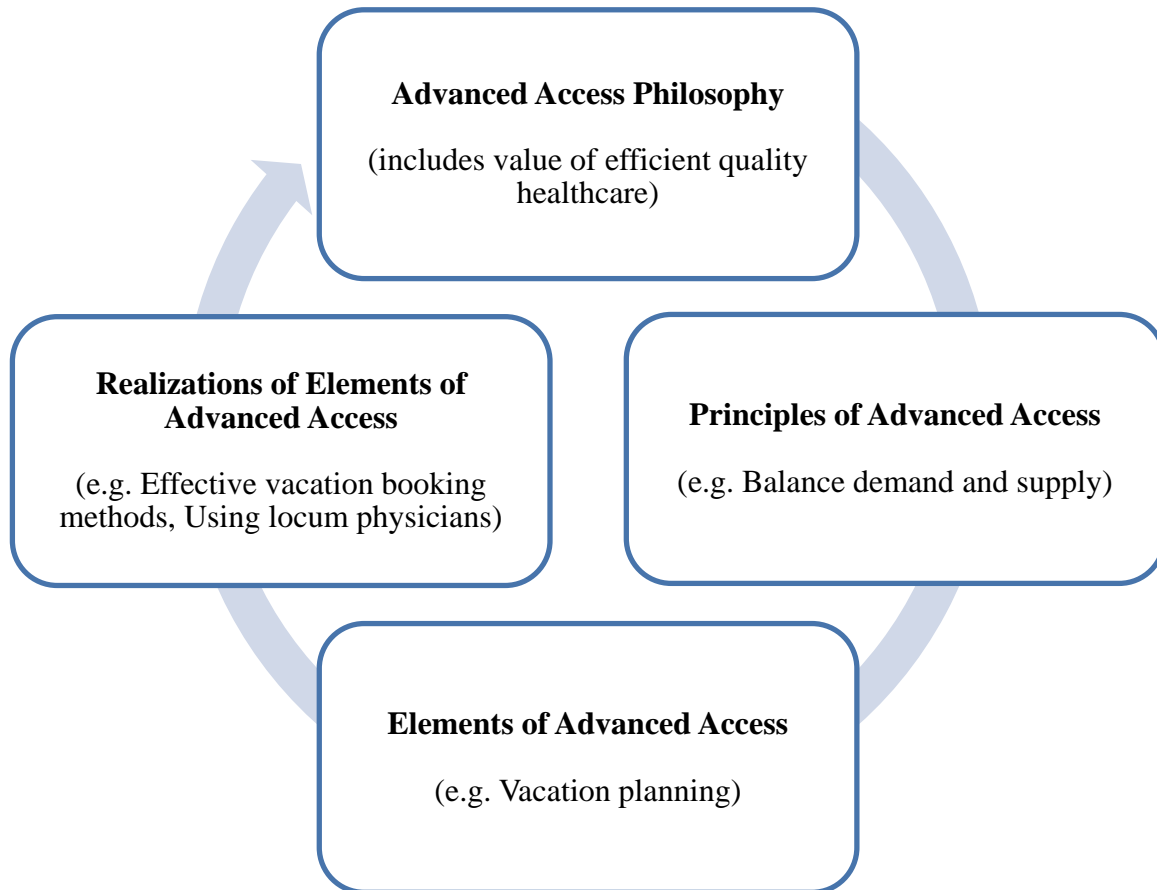 Advanced Access Philosophy
(includes value of efficient quality
healthcare)
Realizations of Elements of
Advanced Access
(e.g. Effective vacation booking
methods, Using locum physicians)
Principles of Advanced Access
(e.g. Balance demand and supply)
Elements of Advanced Access
(e.g. Vacation planning)